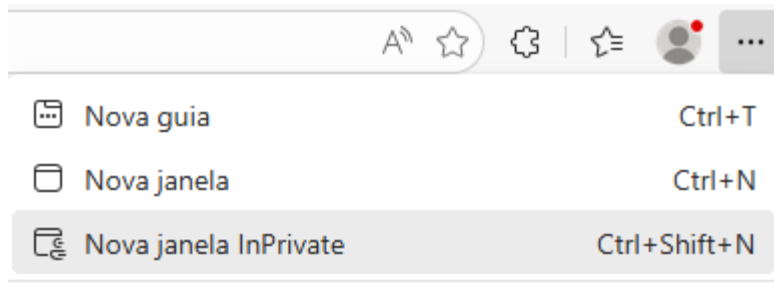 A
Nova guia Ctrl+T
Nova janela Ctrl+N
Nova janela InPrivate Ctrl+Shift+N